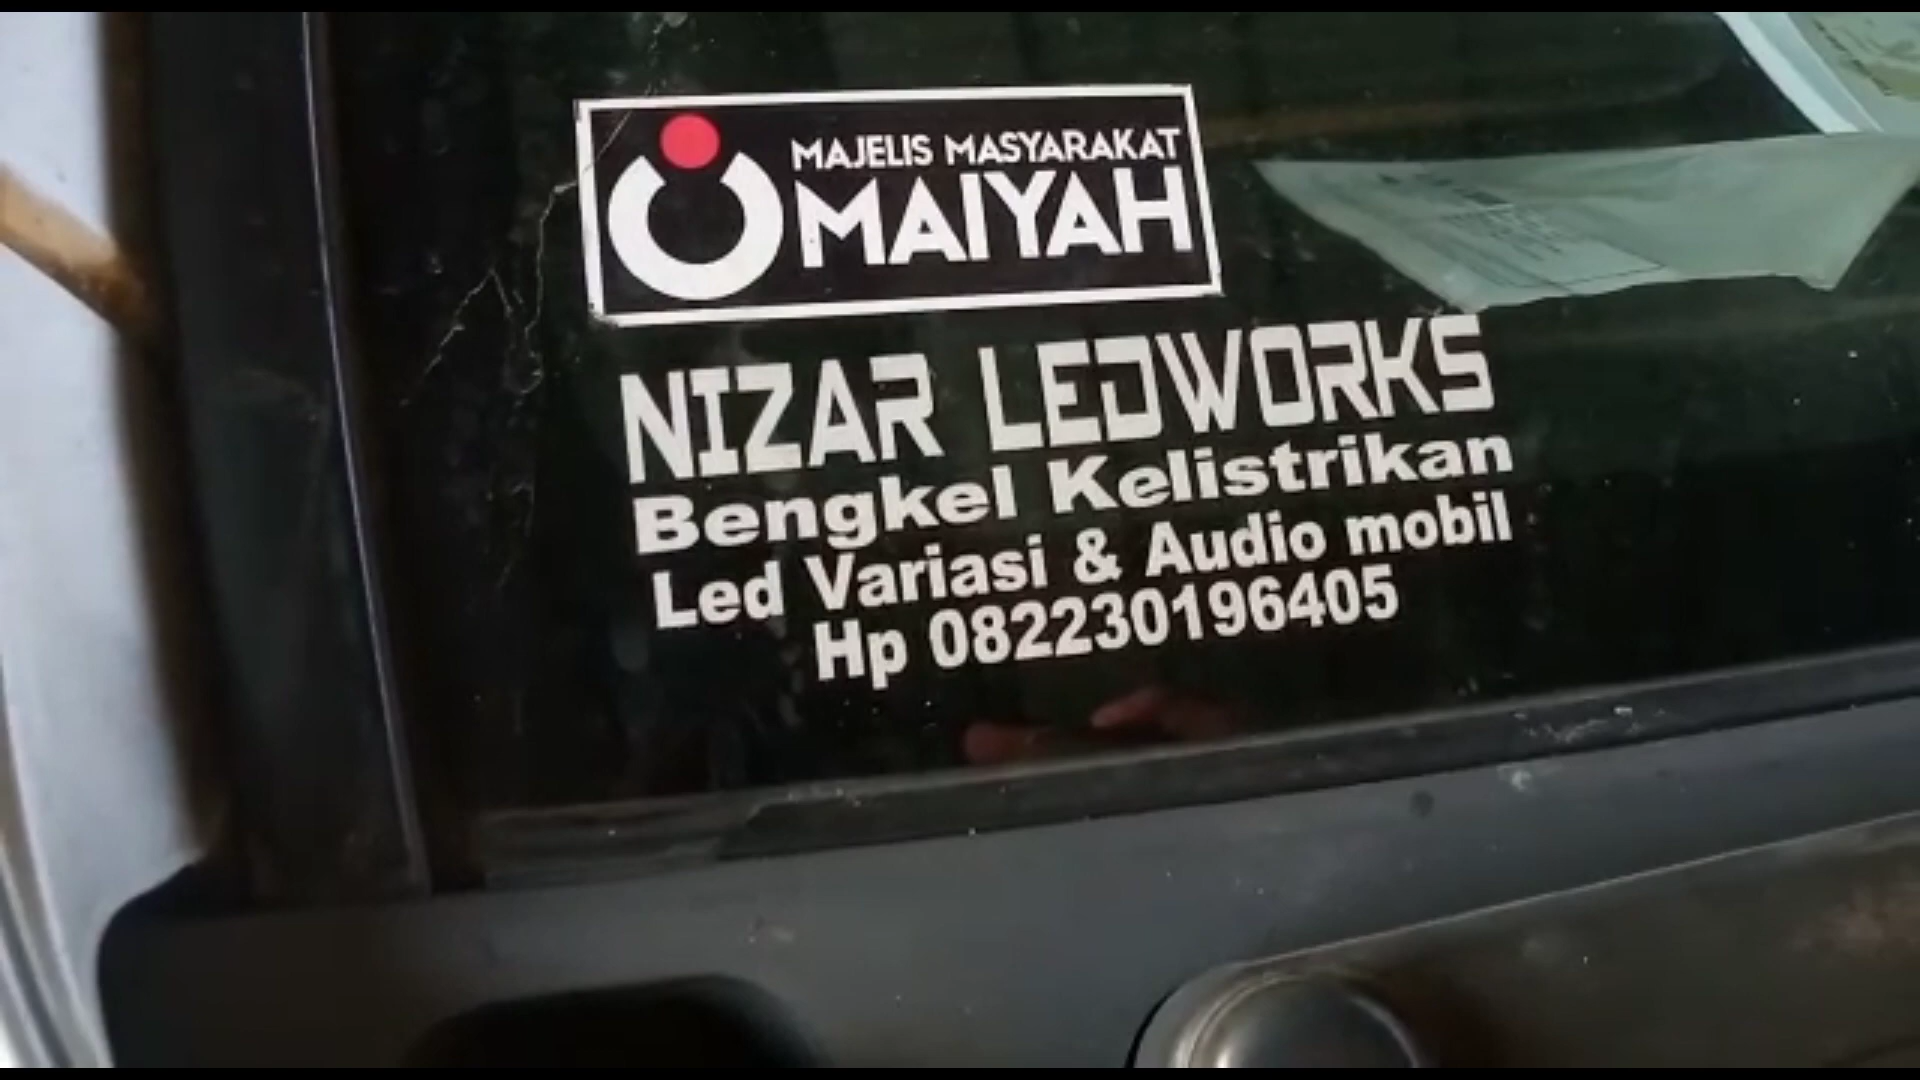 MAJELIS MASYARAKAT
MAIYAH
NIZAR LEDWORKS
Bengkel Kelistrikan
Led Variasi & Audio mobil
Hp 082230196405